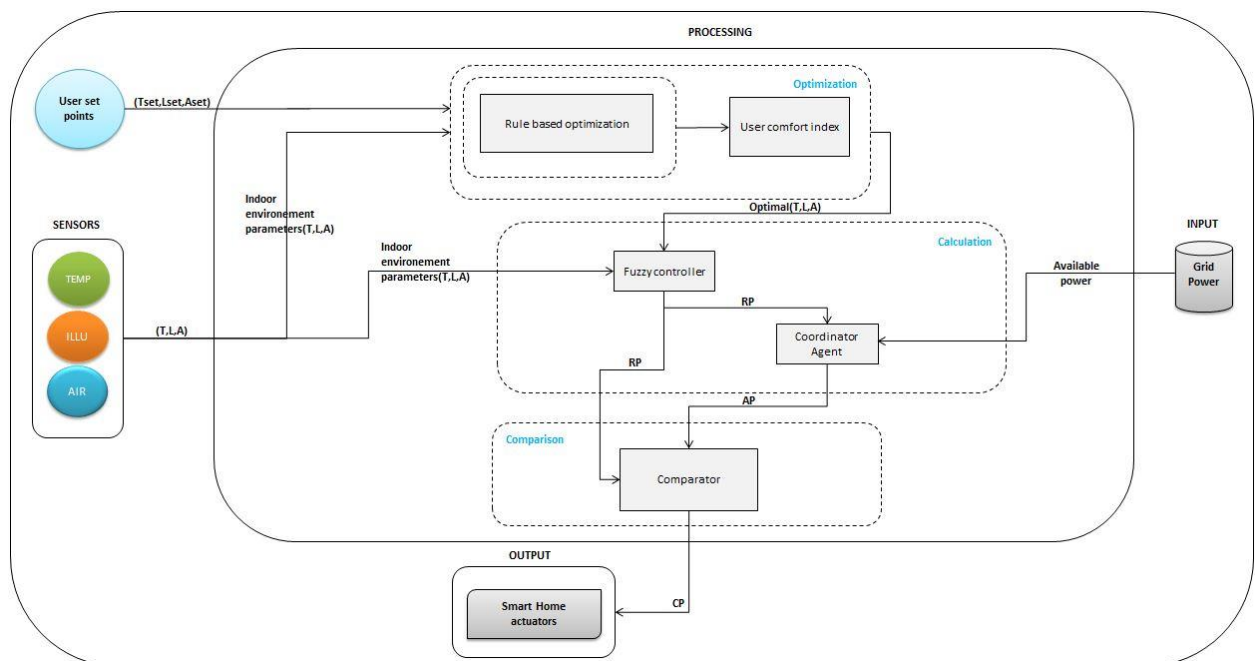 PROCESSING
User set
points
(Tset,Lset,Aset)
Optimization
Rule based optimization
User comfort index
Indoor
environement
parameters(T,L,A)
Optimal(T,L,A)
SENSORS
TEMP
ILLU
AIR
(T,L,A)
Indoor
environement
parameters(T,L,A)
Calculation
Fuzzy controller
RP
Coordinator
Agent
RP
AP
INPUT
Grid
Power
Available
power
Comparison
Comparator
OUTPUT
Smart Home
actuators
CP